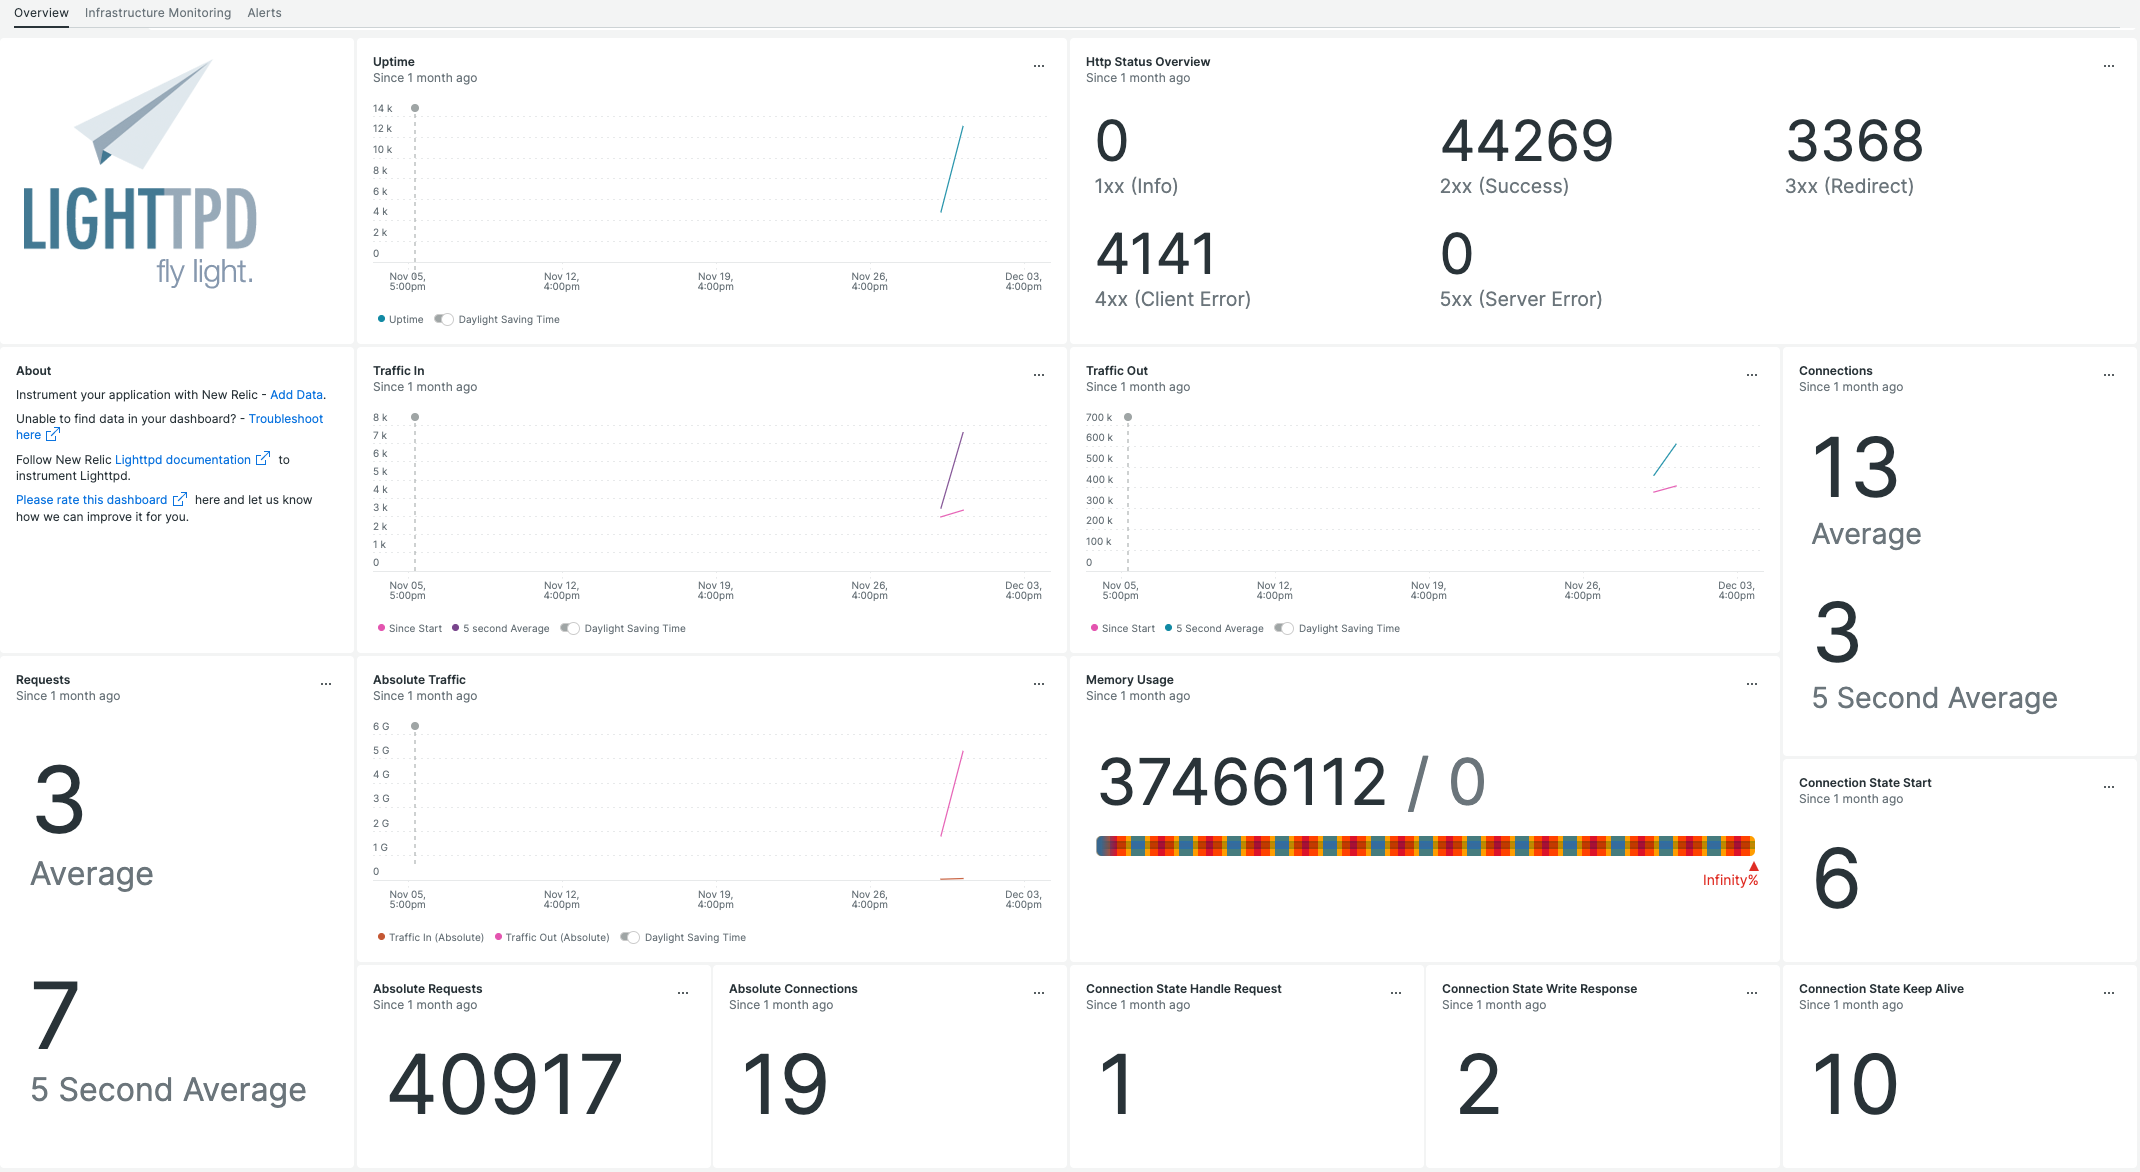 Overview Infrastructure Monitoring Alerts
LIGHTTPD
fly light.
Uptime
Since 1 month ago
...
14 k
12 k
10 k
8 k
6 k
4 k
2 k
0
Nov 05, Nov 12, Nov 19, Nov 26, Dec 03,
5:00pm 4:00pm 4:00pm 4:00pm 4:00pm
Uptime Daylight Saving Time
Http Status Overview
Since 1 month ago
...
0 44269 3368
1xx (Info) 2xx (Success) 3xx (Redirect)
4141 0
4xx (Client Error) 5xx (Server Error)
About
Instrument your application with New Relic - Add Data.
Unable to find data in your dashboard? - Troubleshoot
here
Follow New Relic Lighttpd documentation to
instrument Lighttpd.
Please rate this dashboard here and let us know
how we can improve it for you.
Traffic In
Since 1 month ago
...
8 k
7 k
6 k
5 k
4 k
3 k
2 k
1 k
0
Nov 05, Nov 12, Nov 19, Nov 26, Dec 03,
5:00pm 4:00pm 4:00pm 4:00pm 4:00pm
Since Start 5 second Average Daylight Saving Time
Traffic Out
Since 1 month ago
...
700 k
600 k
500 k
400 k
300 k
200 k
100 k
0
Nov 05, Nov 12, Nov 19, Nov 26, Dec 03,
5:00pm 4:00pm 4:00pm 4:00pm 4:00pm
Since Start 5 Second Average Daylight Saving Time
Connections
Since 1 month ago
...
13
Average
3
5 Second Average
Requests
Since 1 month ago
...
3
Average
7
5 Second Average
Absolute Traffic
Since 1 month ago
...
6 G
5 G
4 G
3 G
2 G
1 G
0
Nov 05, Nov 12, Nov 19, Nov 26, Dec 03,
5:00pm 4:00pm 4:00pm 4:00pm 4:00pm
Traffic In (Absolute) Traffic Out (Absolute) Daylight Saving Time
Memory Usage
Since 1 month ago
...
37466112 / 0
Infinity%
Connection State Start
Since 1 month ago
...
6
Absolute Requests
Since 1 month ago
...
40917
Absolute Connections
Since 1 month ago
...
19
Connection State Handle Request
Since 1 month ago
...
1
Connection State Write Response
Since 1 month ago
...
2
Connection State Keep Alive
Since 1 month ago
...
10